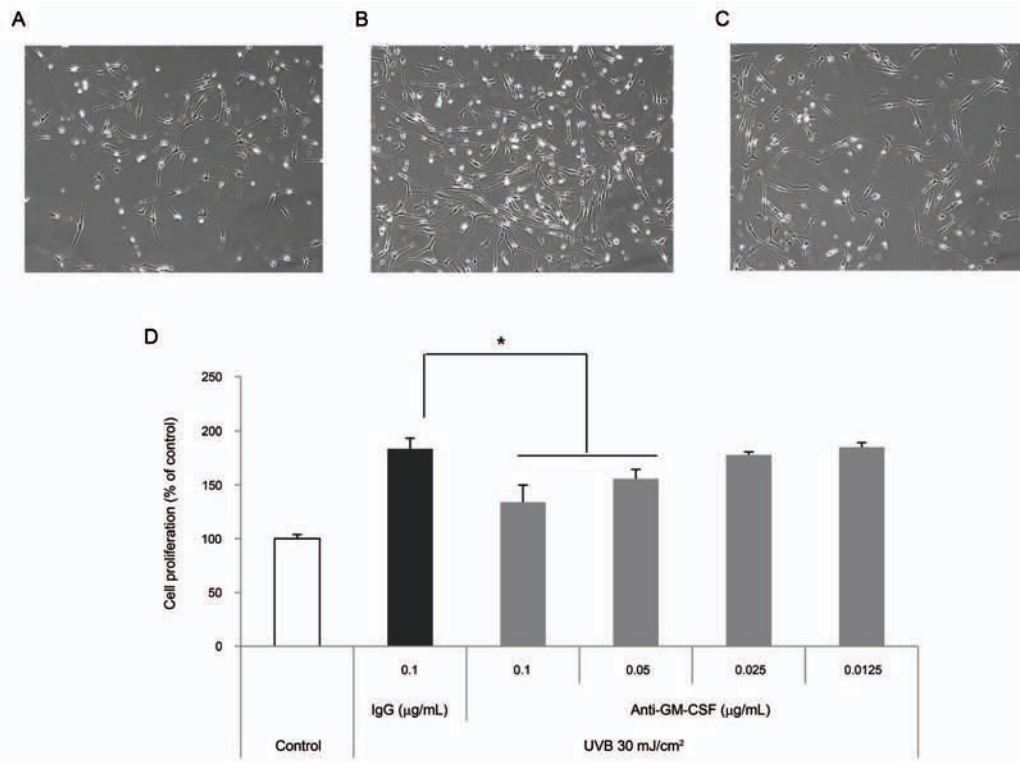 A B C
D
*
250
200
150
100
50
0
Cell proliferation (% of control)
0.1 0.1 0.05 0.025 0.0125
IgG (μg/mL) Anti-GM-CSF (μg/mL)
Control UVB 30 mJ/cm²